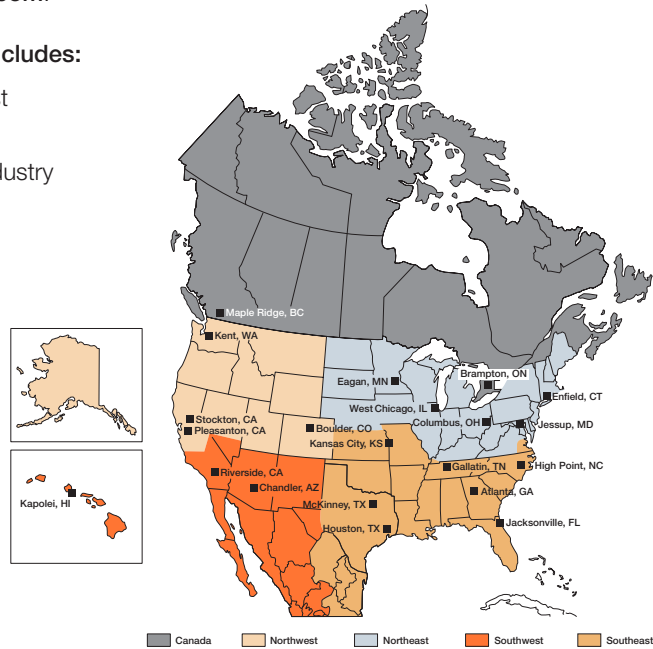 cludes:
st
dustry
Maple Ridge, BC
Kent, WA
Eagan, MN
Brampton, ON
West Chicago, IL
Enfield, CT
Stockton, CA
Pleasanton, CA
Boulder, CO
Columbus, OH
Jessup, MD
Kansas City, KS
Gallatin, TN
High Point, NC
Riverside, CA
Chandler, AZ
Atlanta, GA
McKinney, TX
Houston, TX
Jacksonville, FL
Kapolei, HI
Canada
Northwest
Northeast
Southwest
Southeast